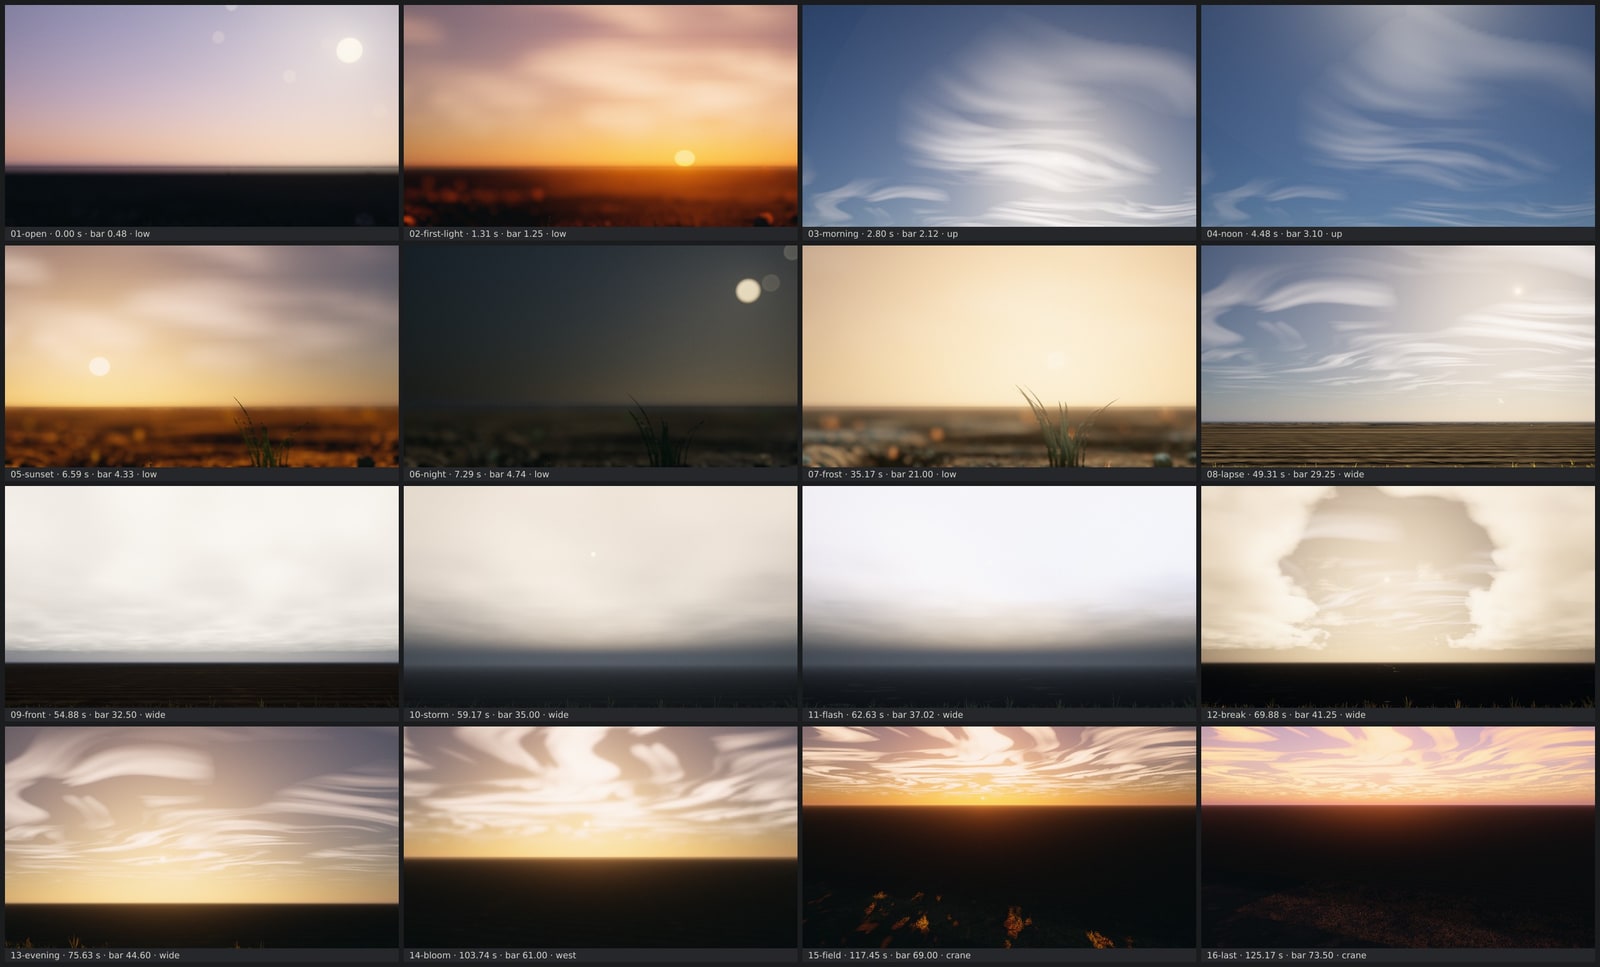 01-open · 0.00 s · bar 0.48 · low
02-first-light · 1.31 s · bar 1.25 · low
03-morning · 2.80 s · bar 2.12 · up
04-noon · 4.48 s · bar 3.10 · up
05-sunset · 6.59 s · bar 4.33 · low
06-night · 7.29 s · bar 4.74 · low
07-frost · 35.17 s · bar 21.00 · low
08-lapse · 49.31 s · bar 29.25 · wide
09-front · 54.88 s · bar 32.50 · wide
10-storm · 59.17 s · bar 35.00 · wide
11-flash · 62.63 s · bar 37.02 · wide
12-break · 69.88 s · bar 41.25 · wide
13-evening · 75.63 s · bar 44.60 · wide
14-bloom · 103.74 s · bar 61.00 · west
15-field · 117.45 s · bar 69.00 · crane
16-last · 125.17 s · bar 73.50 · crane